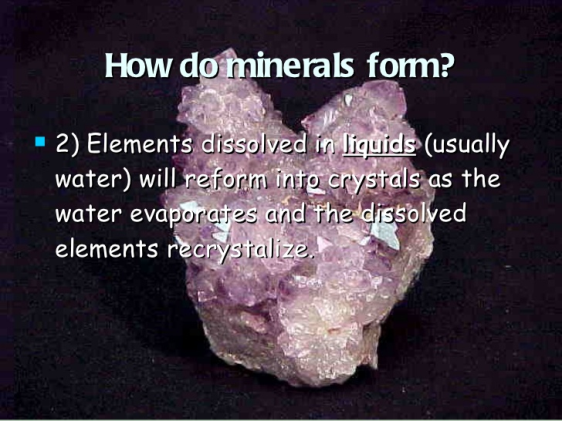 How do minerals form?
2) Elements dissolved in liquids (usually
water) will reform into crystals as the
water evaporates and the dissolved
elements recrystalize.